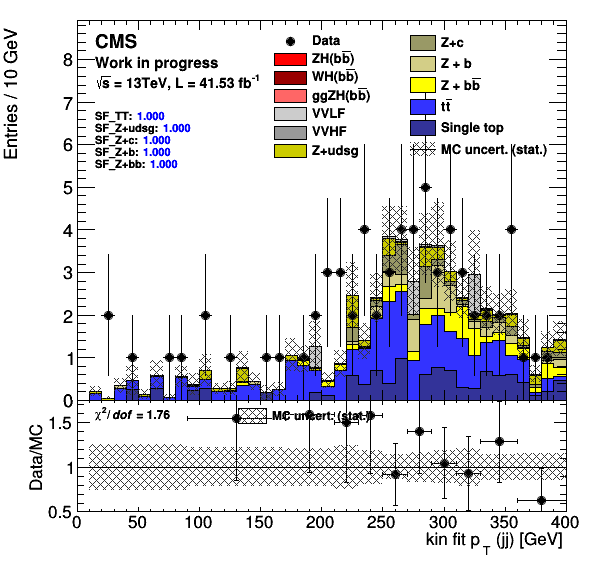 CMS
Work in progress
√s = 13TeV, L = 41.53 fb⁻¹
SF_TT: 1.000
SF_Z+udsg: 1.000
SF_Z+c: 1.000
SF_Z+b: 1.000
SF_Z+bb: 1.000
Data
ZH(bb̅)
WH(bb̅)
ggZH(bb̅)
VVLF
VVHF
Z+udsg
Z+c
Z + b
Z + bb̅
tt̅
Single top
MC uncert. (stat.)
Entries / 10 GeV
8
7
6
5
4
3
2
1
0
χ²/ dof = 1.76
MC uncert. (stat.)
Data/MC
1.5
1
0.5
0 50 100 150 200 250 300 350 400
kin fit p_T (jj) [GeV]